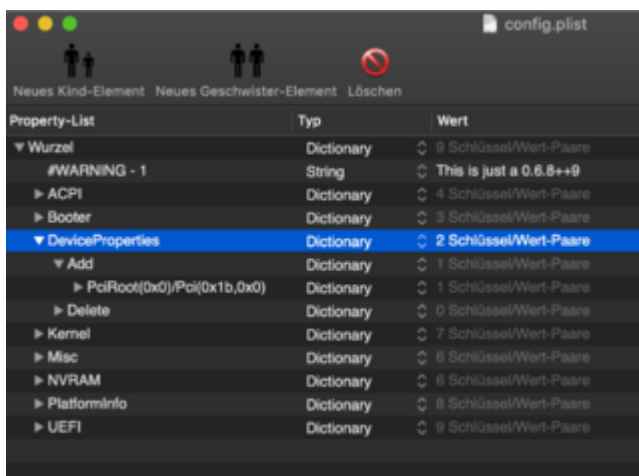 config.plist
Neues Kind-Element Neues Geschwister-Element Löschen
Property-List Typ Wert
Wurzel Dictionary 9 Schlüssel/Wert-Paare
#WARNING - 1 String This is just a 0.6.8++9
ACPI Dictionary 4 Schlüssel/Wert-Paare
Booter Dictionary 3 Schlüssel/Wert-Paare
DeviceProperties Dictionary 2 Schlüssel/Wert-Paare
Add Dictionary 1 Schlüssel/Wert-Paare
PciRoot(0x0)/Pci(0x1b,0x0) Dictionary 1 Schlüssel/Wert-Paare
Delete Dictionary 0 Schlüssel/Wert-Paare
Kernel Dictionary 7 Schlüssel/Wert-Paare
Misc Dictionary 6 Schlüssel/Wert-Paare
NVRAM Dictionary 6 Schlüssel/Wert-Paare
PlatformInfo Dictionary 8 Schlüssel/Wert-Paare
UEFI Dictionary 9 Schlüssel/Wert-Paare